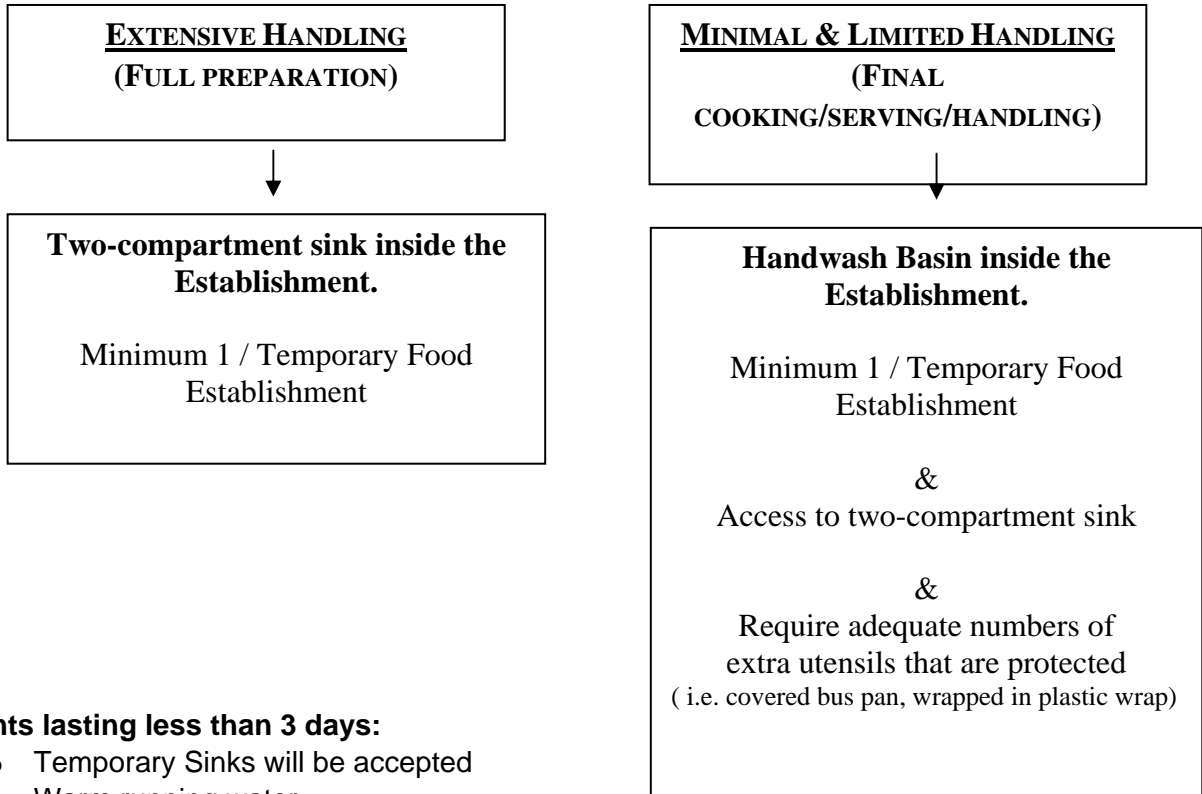 EXTENSIVE HANDLING
(FULL PREPARATION)
Two-compartment sink inside the
Establishment.
Minimum 1 / Temporary Food
Establishment
MINIMAL & LIMITED HANDLING
(FINAL
COOKING/SERVING/HANDLING)
Handwash Basin inside the
Establishment.
Minimum 1 / Temporary Food
Establishment
&
Access to two-compartment sink
&
Require adequate numbers of
extra utensils that are protected
( i.e. covered bus pan, wrapped in plastic wrap)
lasting less than 3 days:
Temporary Sinks will be accepted
Warm running water